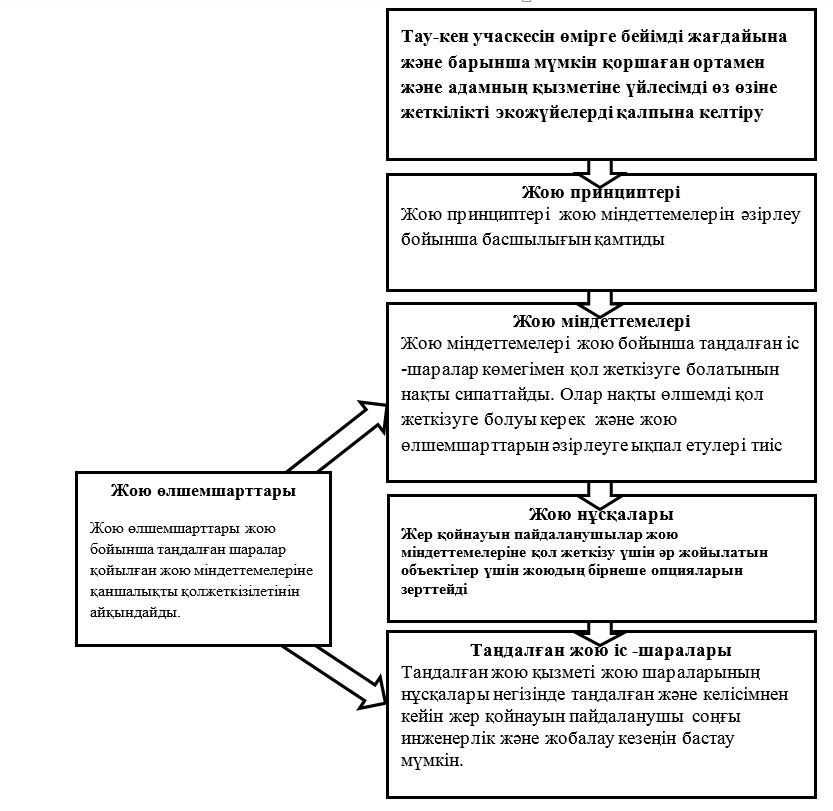 Тау-кен учаскесін өмірге бейімді жағдайына
және барынша мүмкін қоршаған ортамен
және адамның қызметіне үйлесімді өз өзіне
жеткілікті экожүйелерді қалпына келтіру
Жою принциптері
Жою принциптері жою міндеттемелерін әзірлеу
бойынша басшылығын қамтиды
Жою міндеттемелері
Жою міндеттемелері жою бойынша таңдалған іс
-шаралар көмегімен қол жеткізуге болатынын
нақты сипаттайды. Олар нақты өлшемді қол
жеткізуге болуы керек және жою
өлшемшарттарын әзірлеуге ықпал етулері тиіс
Жою өлшемшарттары
Жою өлшемшарттары жою
бойынша таңдалған шаралар
қойылған жою міндеттемелеріне
қаншалықты қолжеткізілетінін
айқындайды.
Жою нұсқалары
Жер қойнауын пайдаланушылар жою
міндеттемелеріне қол жеткізу үшін әр жойылатын
объектілер үшін жоюдың бірнеше опцияларын
зерттейді
Таңдалған жою іс -шаралары
Таңдалған жою қызметі жою шараларының
нұсқалары негізінде таңдалған және келісімнен
кейін жер қойнауын пайдаланушы соңғы
инженерлік және жобалау кезеңін бастау
мүмкін.